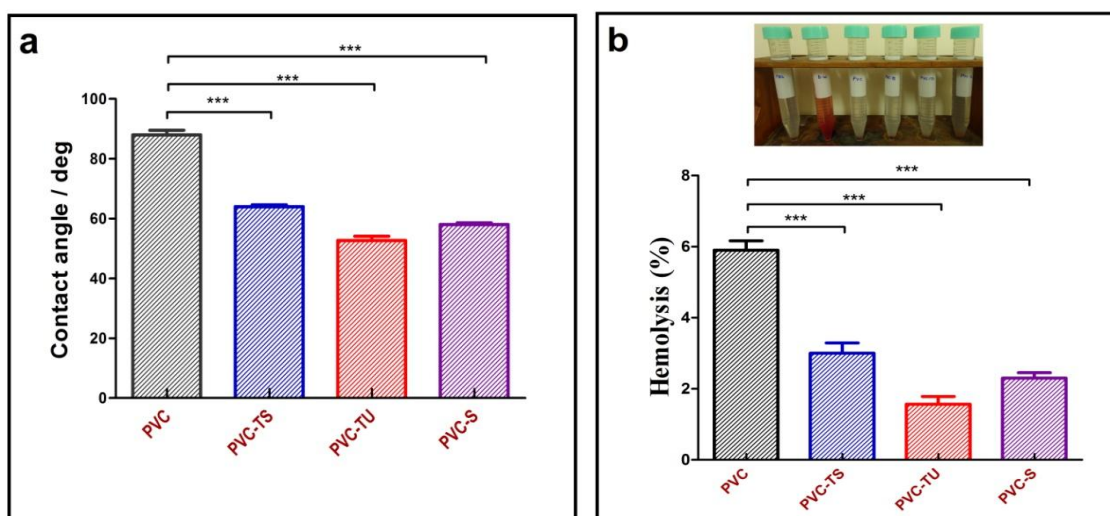 a
***
***
***
100
80
60
40
20
0
Contact angle / deg
PVC
PVC-TS
PVC-TU
PVC-S
b
***
***
***
8
6
4
2
0
Hemolysis (%)
PVC
PVC-TS
PVC-TU
PVC-S